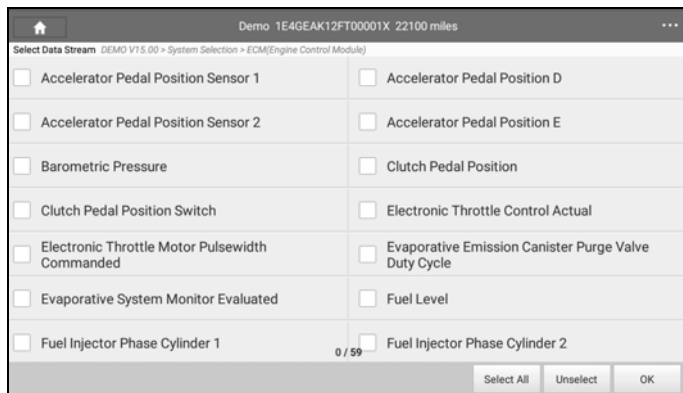 Demo 1E4GEAK12FT00001X 22100 miles
Select Data Stream DEMO V15.00 > System Selection > ECM(Engine Control Module)
Accelerator Pedal Position Sensor 1
Accelerator Pedal Position D
Accelerator Pedal Position Sensor 2
Accelerator Pedal Position E
Barometric Pressure
Clutch Pedal Position
Clutch Pedal Position Switch
Electronic Throttle Control Actual
Electronic Throttle Motor Pulsewidth
Commanded
Evaporative Emission Canister Purge Valve
Duty Cycle
Evaporative System Monitor Evaluated
Fuel Level
Fuel Injector Phase Cylinder 1
Fuel Injector Phase Cylinder 2
0 / 59
Select All
Unselect
OK